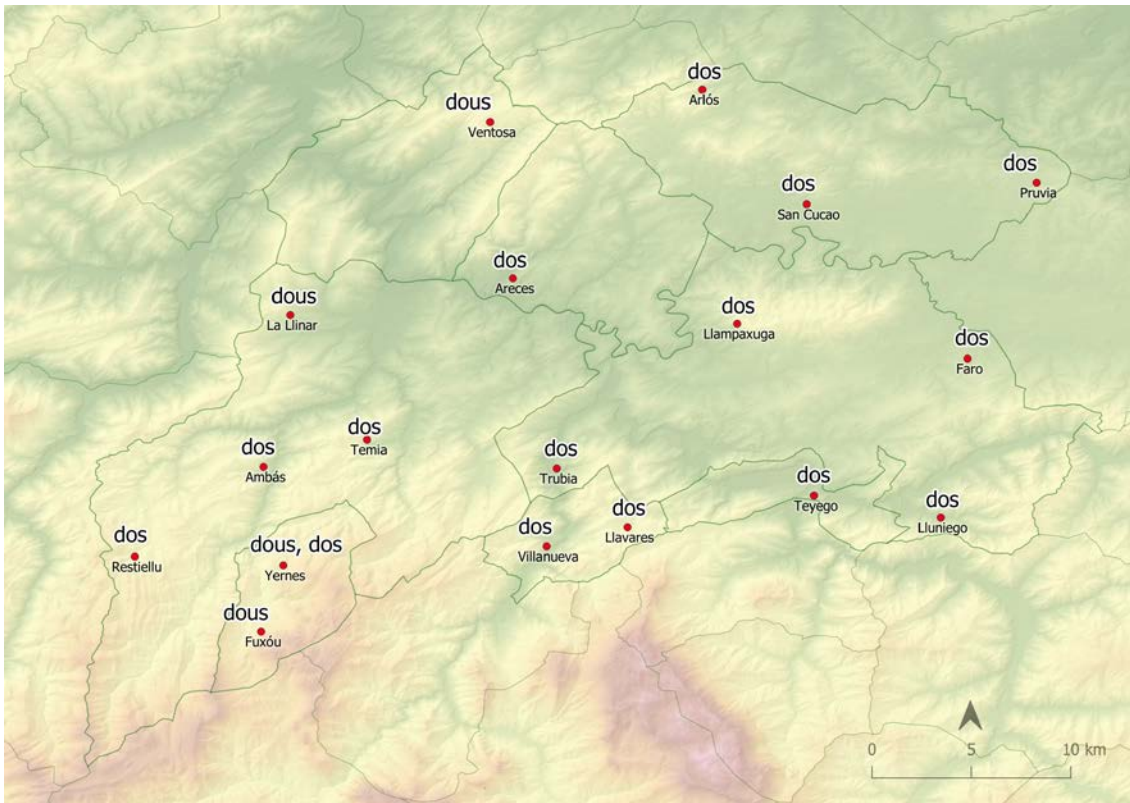 dos
Arlós
dous
Ventosa
dos
Pruvia
dos
San Cucao
dos
Areces
dous
La Llinar
dos
Llampaxuga
dos
Faro
dos
Temia
dos
Ambás
dos
Trubia
dos
Teyego
dos
Llavares
dos
Lluniego
dos
Villanueva
dos
Restiellu
dous, dos
Yernes
dous
Fuxóu
0 5 10 km